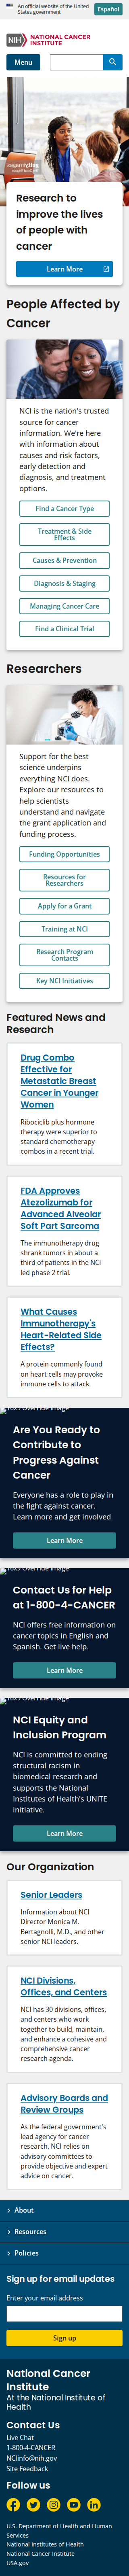 An official website of the United
States government
Español
NIH
NATIONAL CANCER
INSTITUTE
Menu
Research to
improve the lives
of people with
cancer
Learn More
People Affected by
Cancer
NCI is the nation's trusted
source for cancer
information. We're here
with information about
causes and risk factors,
early detection and
diagnosis, and treatment
options.
Find a Cancer Type
Treatment & Side
Effects
Causes & Prevention
Diagnosis & Staging
Managing Cancer Care
Find a Clinical Trial
Researchers
Support for the best
science underpins
everything NCI does.
Explore our resources to
help scientists
understand and navigate
the grant application and
funding process.
Funding Opportunities
Resources for
Researchers
Apply for a Grant
Training at NCI
Research Program
Contacts
Key NCI Initiatives
Featured News and
Research
Drug Combo
Effective for
Metastatic Breast
Cancer in Younger
Women
Ribociclib plus hormone
therapy were superior to
standard chemotherapy
combos in a recent trial.
FDA Approves
Atezolizumab for
Advanced Alveolar
Soft Part Sarcoma
The immunotherapy drug
shrank tumors in about a
third of patients in the NCI-
led phase 2 trial.
What Causes
Immunotherapy's
Heart-Related Side
Effects?
A protein commonly found
on heart cells may provoke
immune cells to attack.
Are You Ready to
Contribute to
Progress Against
Cancer
Everyone has a role to play in
the fight against cancer.
Learn more and get involved
Learn More
Contact Us for Help
at 1-800-4-CANCER
NCI offers free information on
cancer topics in English and
Spanish. Get live help.
Learn More
NCI Equity and
Inclusion Program
NCI is committed to ending
structural racism in
biomedical research and
supports the National
Institutes of Health's UNITE
initiative.
Learn More
Our Organization
Senior Leaders
Information about NCI
Director Monica M.
Bertagnolli, M.D., and other
senior NCI leaders.
NCI Divisions,
Offices, and Centers
NCI has 30 divisions, offices,
and centers who work
together to build, main-tain,
and enhance a cohesive and
comprehensive cancer
research agenda.
Advisory Boards and
Review Groups
As the federal government's
lead agency for cancer
research, NCI relies on
advisory committees to
provide objective and expert
advice to the cancer.
About
Resources
Policies
Sign up for email updates
Enter your email address
Sign up
National Cancer
Institute
At the National Institute of
Health
Contact Us
Live Chat
1-800-4-CANCER
NCIinfo@nih.gov
Site Feedback
Follow us
U.S. Department of Health and Human
Services
National Institutes of Health
National Cancer Institute
USA.gov